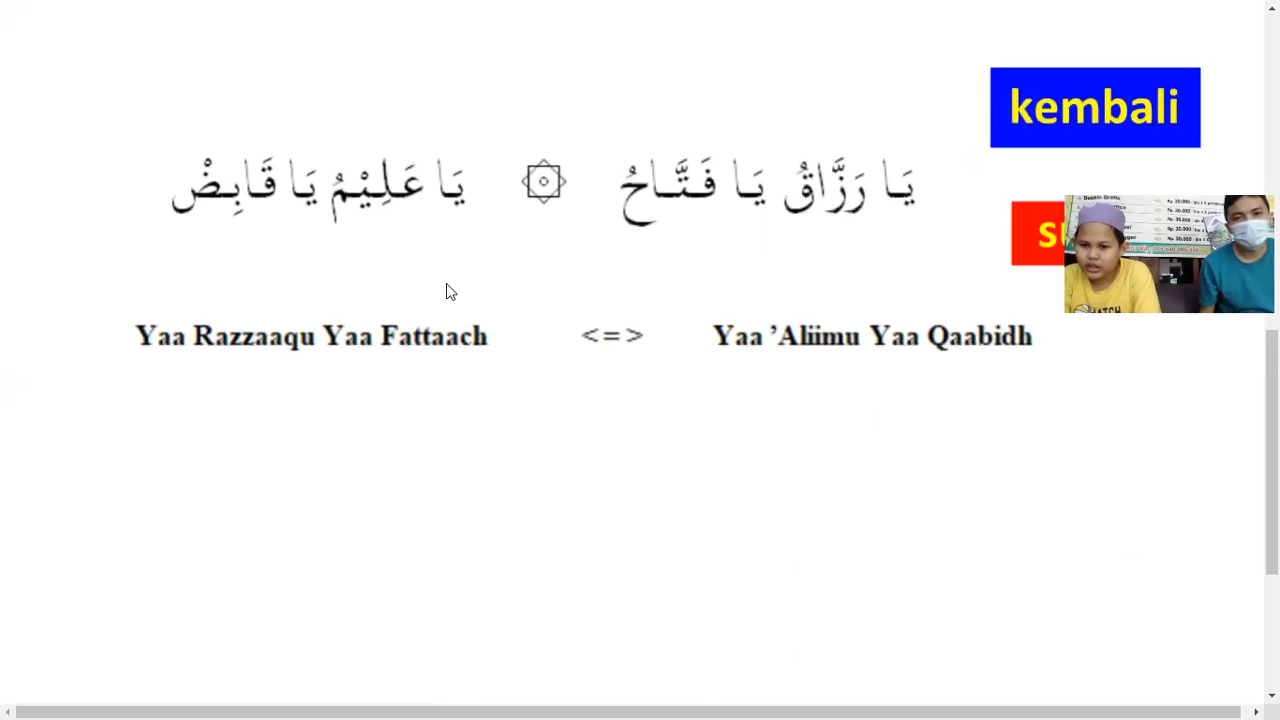 kembali
يَا رَزَّاقُ يَا فَتَّاحُ ۞ يَا عَلِيْمُ يَا قَابِضْ
Yaa Razzaaqu Yaa Fattaach <=> Yaa ’Aliimu Yaa Qaabidh